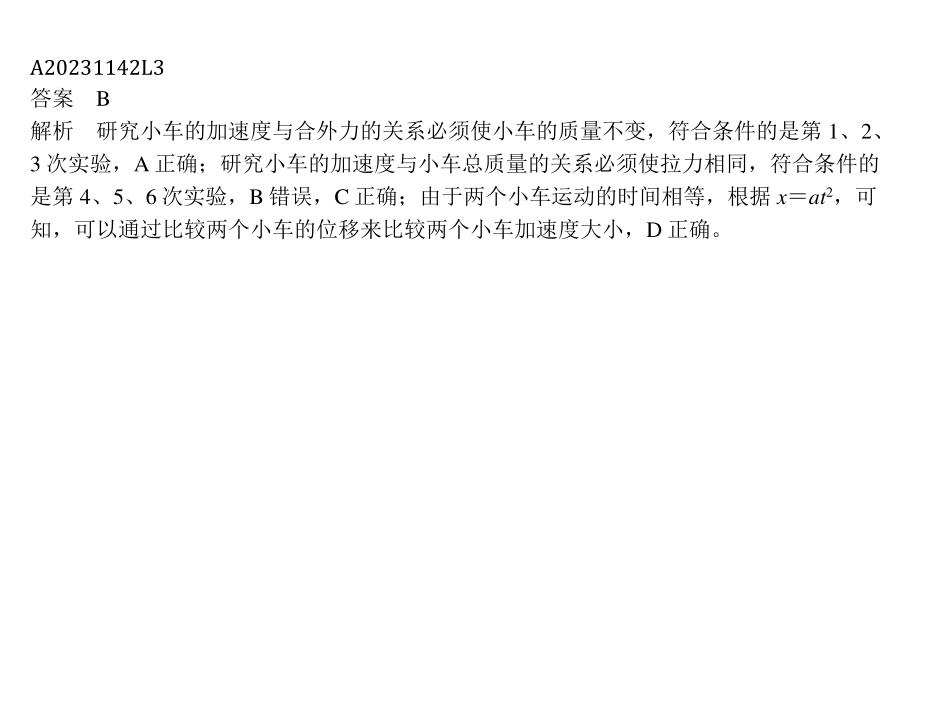 A20231142L3
答案　B
解析　研究小车的加速度与合外力的关系必须使小车的质量不变，符合条件的是第 1、2、
3 次实验，A 正确；研究小车的加速度与小车总质量的关系必须使拉力相同，符合条件的
是第 4、5、6 次实验，B 错误，C 正确；由于两个小车运动的时间相等，根据 x＝at²，可
知，可以通过比较两个小车的位移来比较两个小车加速度大小，D 正确。